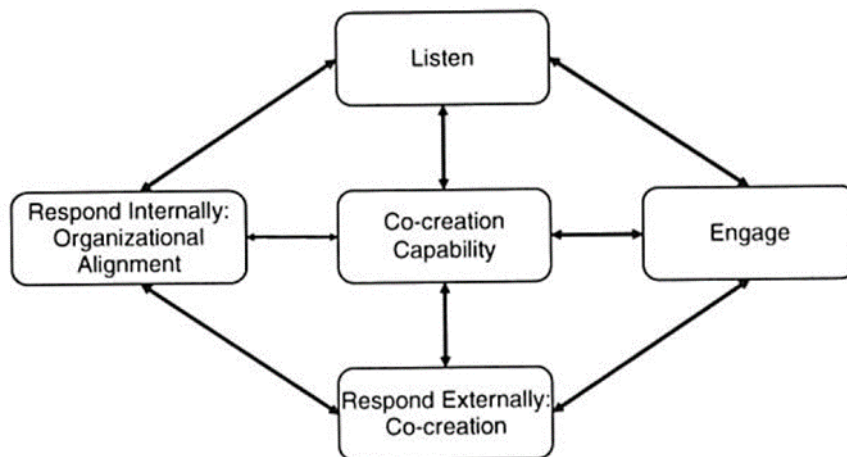 Listen
Respond Internally:
Organizational
Alignment
Co-creation
Capability
Engage
Respond Externally:
Co-creation